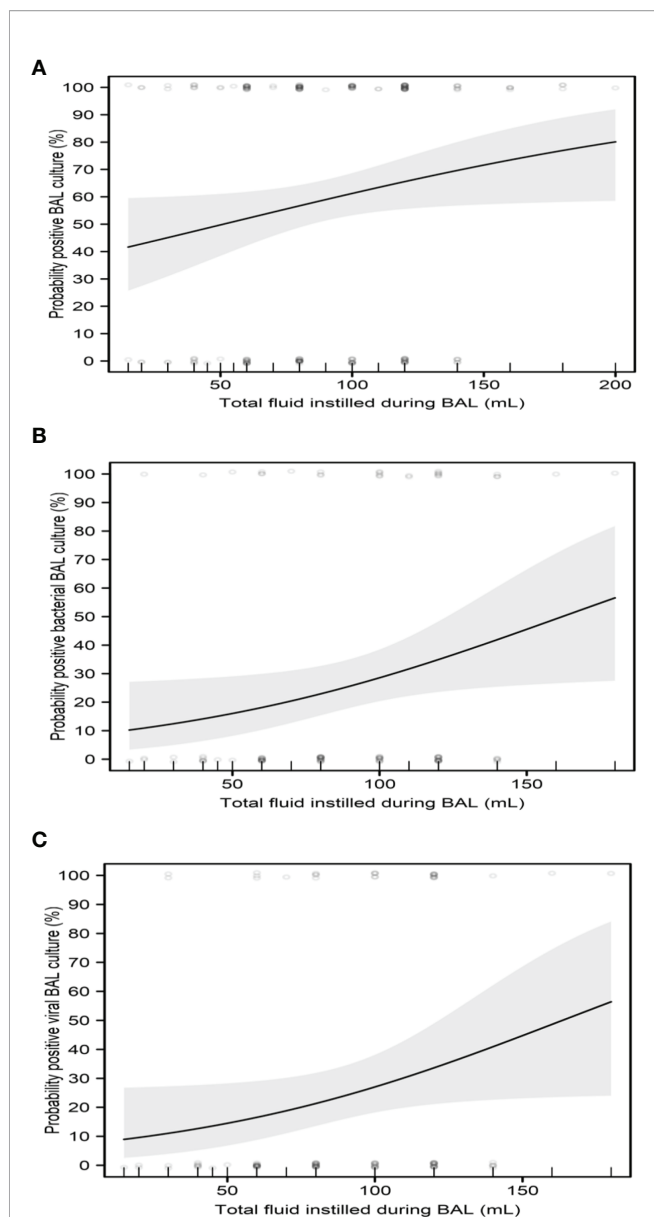 A
Probability positive BAL culture (%)
100
90
80
70
60
50
40
30
20
10
0
50 100 150 200
Total fluid instilled during BAL (mL)
B
Probability positive bacterial BAL culture (%)
100
90
80
70
60
50
40
30
20
10
0
50 100 150
Total fluid instilled during BAL (mL)
C
Probability positive viral BAL culture (%)
100
90
80
70
60
50
40
30
20
10
0
50 100 150
Total fluid instilled during BAL (mL)